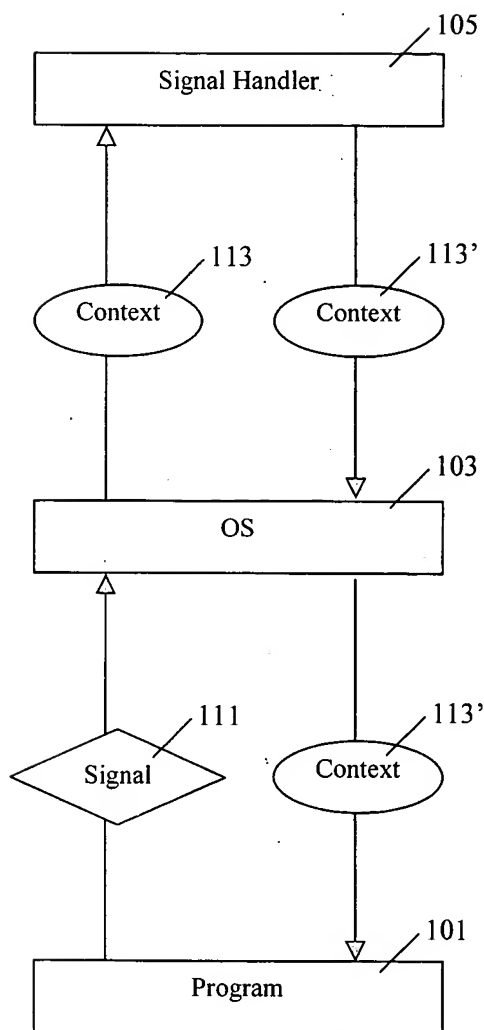 105
Signal Handler
113
113’
Context
Context
103
OS
111
113’
Signal
Context
101
Program